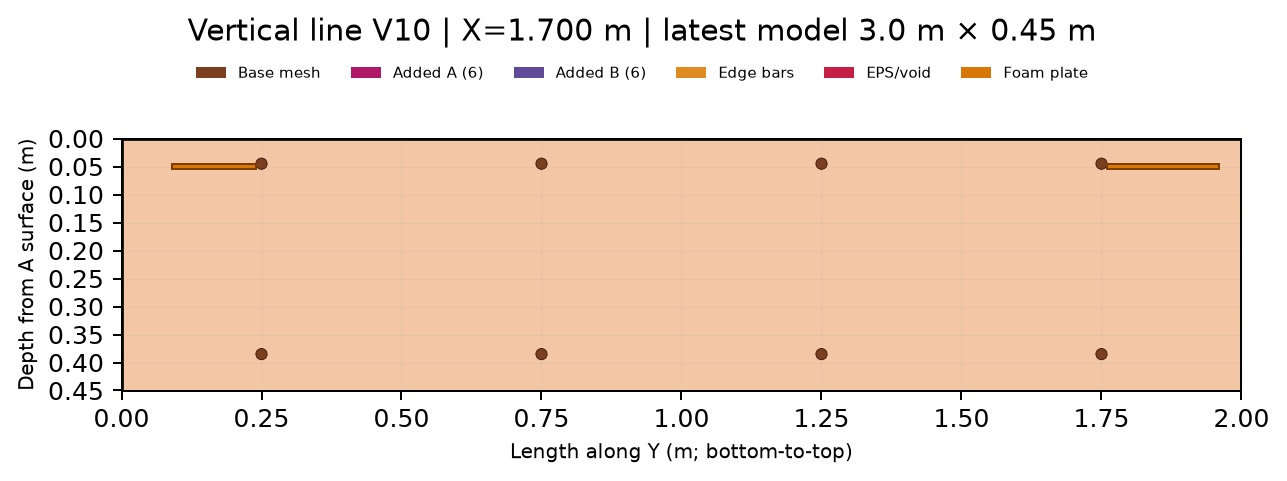 Vertical line V10 | X=1.700 m | latest model 3.0 m × 0.45 m
Base mesh Added A (6) Added B (6) Edge bars EPS/void Foam plate
Depth from A surface (m)
0.00
0.05
0.10
0.15
0.20
0.25
0.30
0.35
0.40
0.45
0.00 0.25 0.50 0.75 1.00 1.25 1.50 1.75 2.00
Length along Y (m; bottom-to-top)